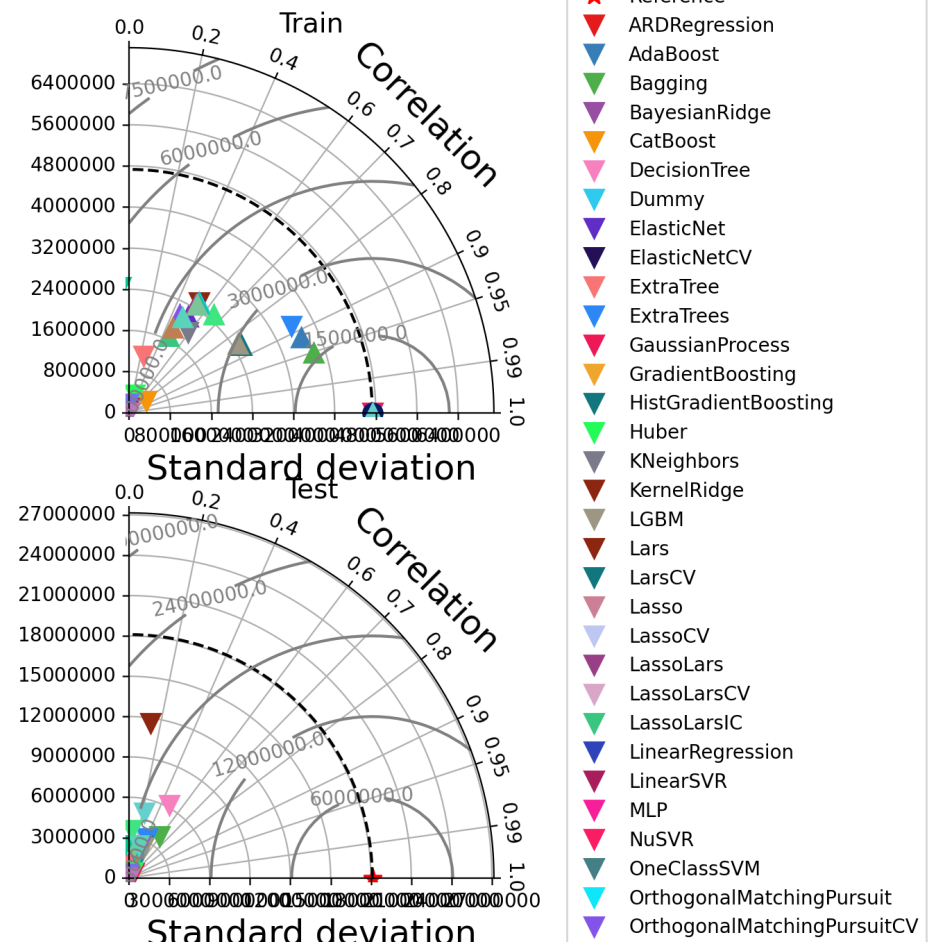 Train
Correlation
0.0
0.2
0.4
0.6
0.7
0.8
0.9
0.95
0.99
1.0
6400000
5600000
4800000
4000000
3200000
2400000
1600000
800000
0
7500000.0
6000000.0
3000000.0
1500000.0
Standard deviation
Test
Correlation
0.0
0.2
0.4
0.6
0.7
0.8
0.9
0.95
0.99
1.0
27000000
24000000
21000000
18000000
15000000
12000000
9000000
6000000
3000000
0
24000000.0
12000000.0
6000000.0
Standard deviation
Reference
ARDRegression
AdaBoost
Bagging
BayesianRidge
CatBoost
DecisionTree
Dummy
ElasticNet
ElasticNetCV
ExtraTree
ExtraTrees
GaussianProcess
GradientBoosting
HistGradientBoosting
Huber
KNeighbors
KernelRidge
LGBM
Lars
LarsCV
Lasso
LassoCV
LassoLars
LassoLarsCV
LassoLarsIC
LinearRegression
LinearSVR
MLP
NuSVR
OneClassSVM
OrthogonalMatchingPursuit
OrthogonalMatchingPursuitCV